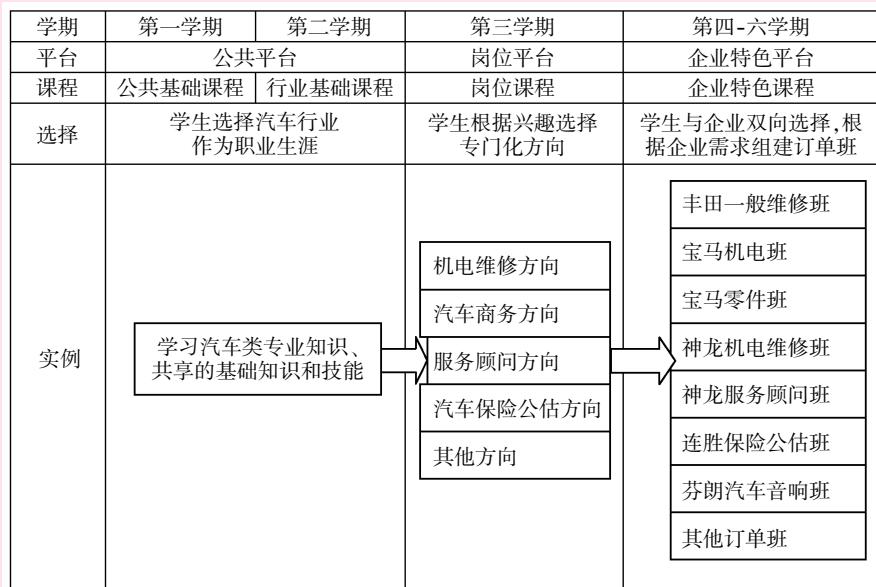 学期 第一学期 第二学期 第三学期 第四-六学期
平台 公共平台 岗位平台 企业特色平台
课程 公共基础课程 行业基础课程 岗位课程 企业特色课程
选择
学生选择汽车行业
作为职业生涯
学生根据兴趣选择
专门化方向
学生与企业双向选择,根
据企业需求组建订单班
实例
学习汽车类专业知识、
共享的基础知识和技能
机电维修方向
汽车商务方向
服务顾问方向
汽车保险公估方向
其他方向
丰田一般维修班
宝马机电班
宝马零件班
神龙机电维修班
神龙服务顾问班
连胜保险公估班
芬朗汽车音响班
其他订单班